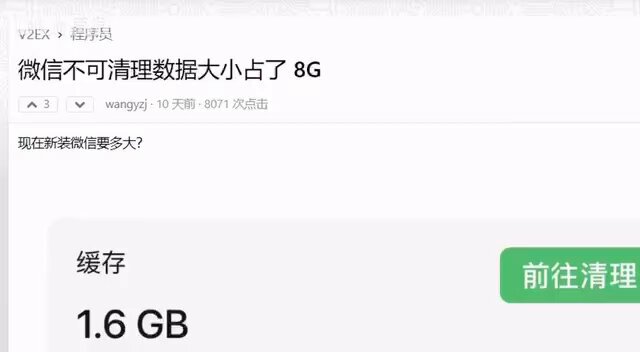 V2EX › 程序员
微信不可清理数据大小占了 8G
3 wangyzj · 10 天前 · 8071 次点击
现在新装微信要多大?
缓存
前往清理
1.6 GB